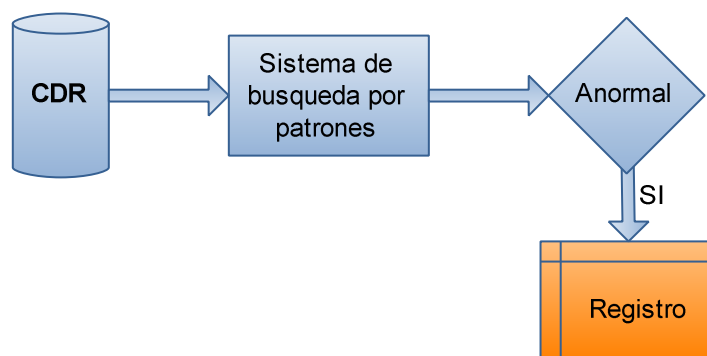 CDR
Sistema de
busqueda por
patrones
Anormal
SI
Registro